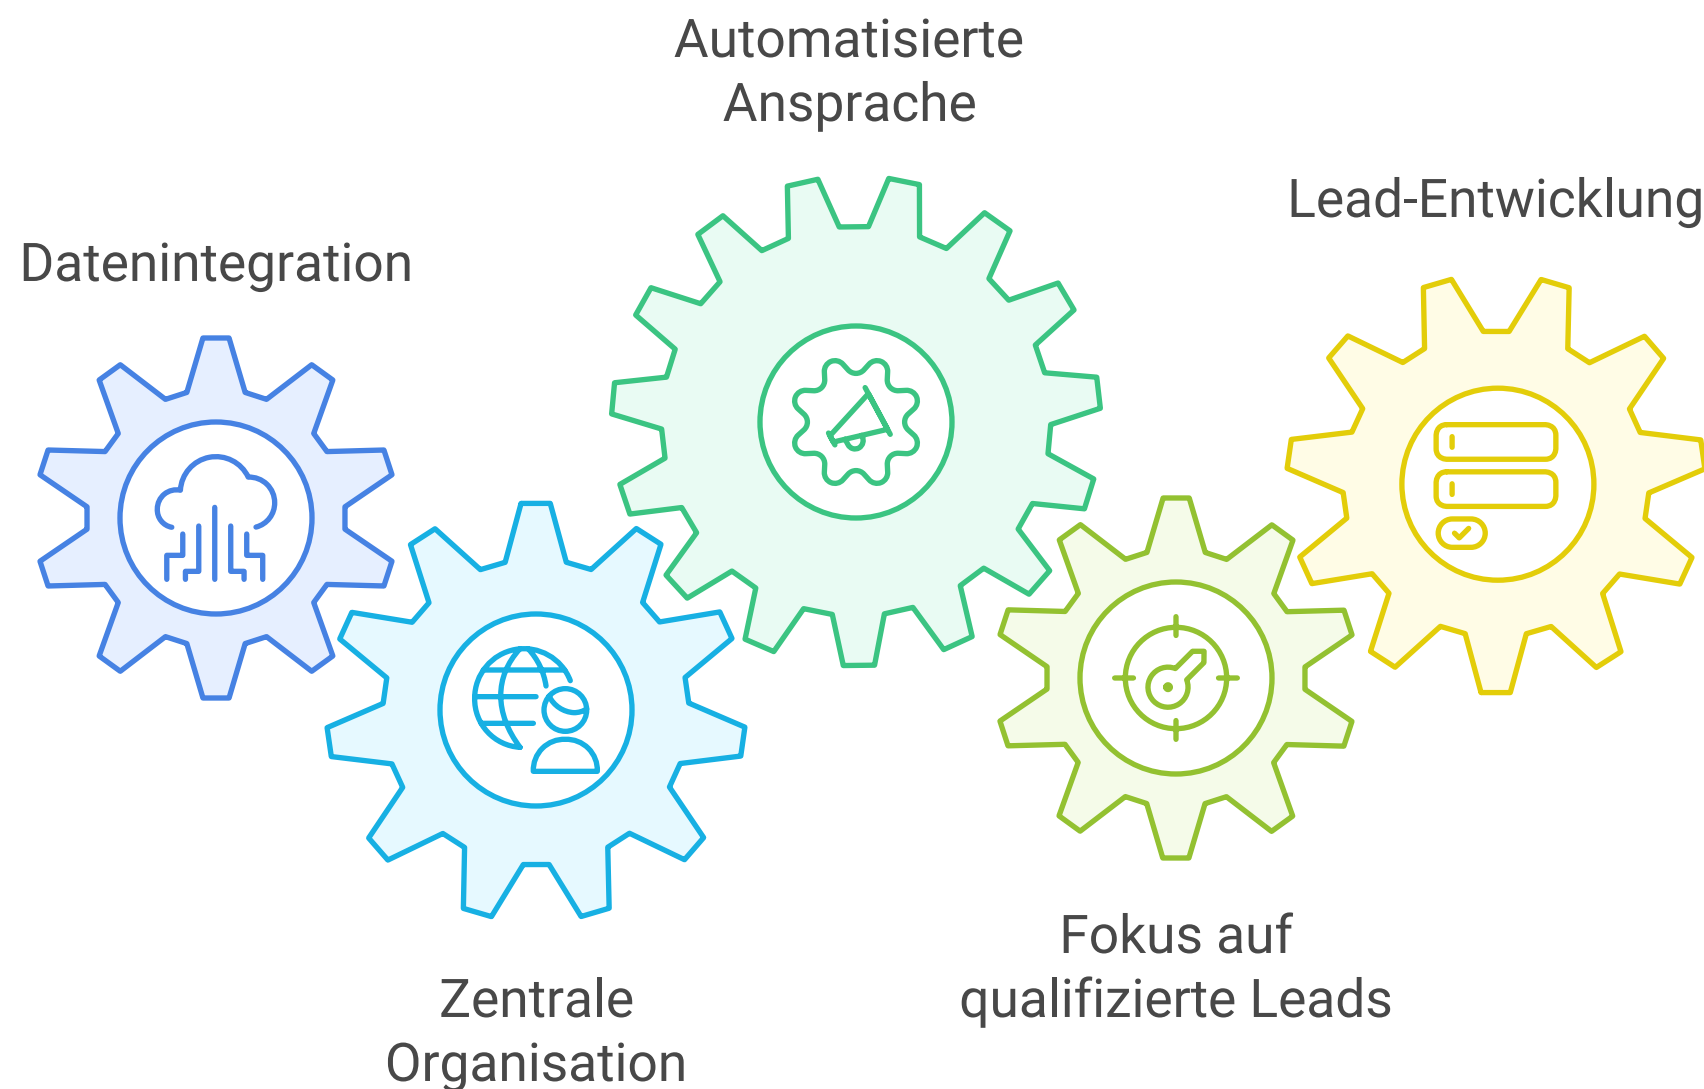 Automatisierte
Ansprache
Lead-Entwicklung
Datenintegration
Fokus auf
qualifizierte Leads
Zentrale
Organisation